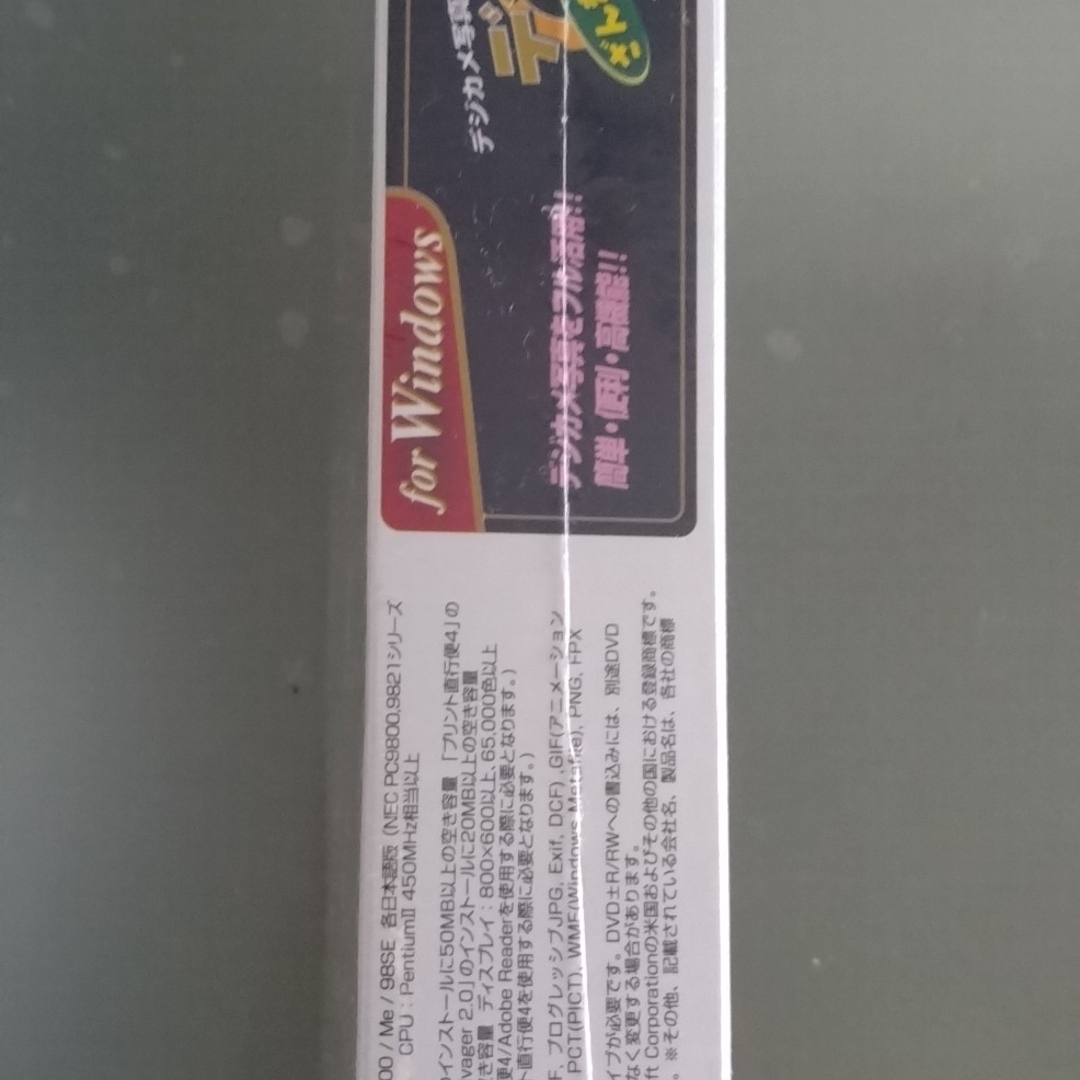 00 / Me / 98SE 各日本語版 (NEC PC9800,9821シリーズ
CPU : PentiumII 450MHz相当以上
インストールに50MB以上の空き容量 「プリント直行便4」の
vager 2.0」のインストールに20MB以上の空き容量
き容量 ディスプレイ : 800×600以上、65,000色以上
便4/Adobe Readerを使用する際に必要となります。)
ト直行便4を使用する際に必要となります。)
F, プログレッシブJPG, Exif, DCF) ,GIF(アニメーション
PCT(PICT), WMF(Windows Metafile), PNG, FPX
イブが必要です。DVD±R/RWへの書込みには、別途DVD
なく変更する場合があります。
ft Corporationの米国およびその他の国における登録商標です。
。 ※その他、記載されている会社名、製品名は、各社の商標
for Windows
デジカメ写真
デジ
デジカメ写真をフル活用!!
簡単・便利・高機能!!